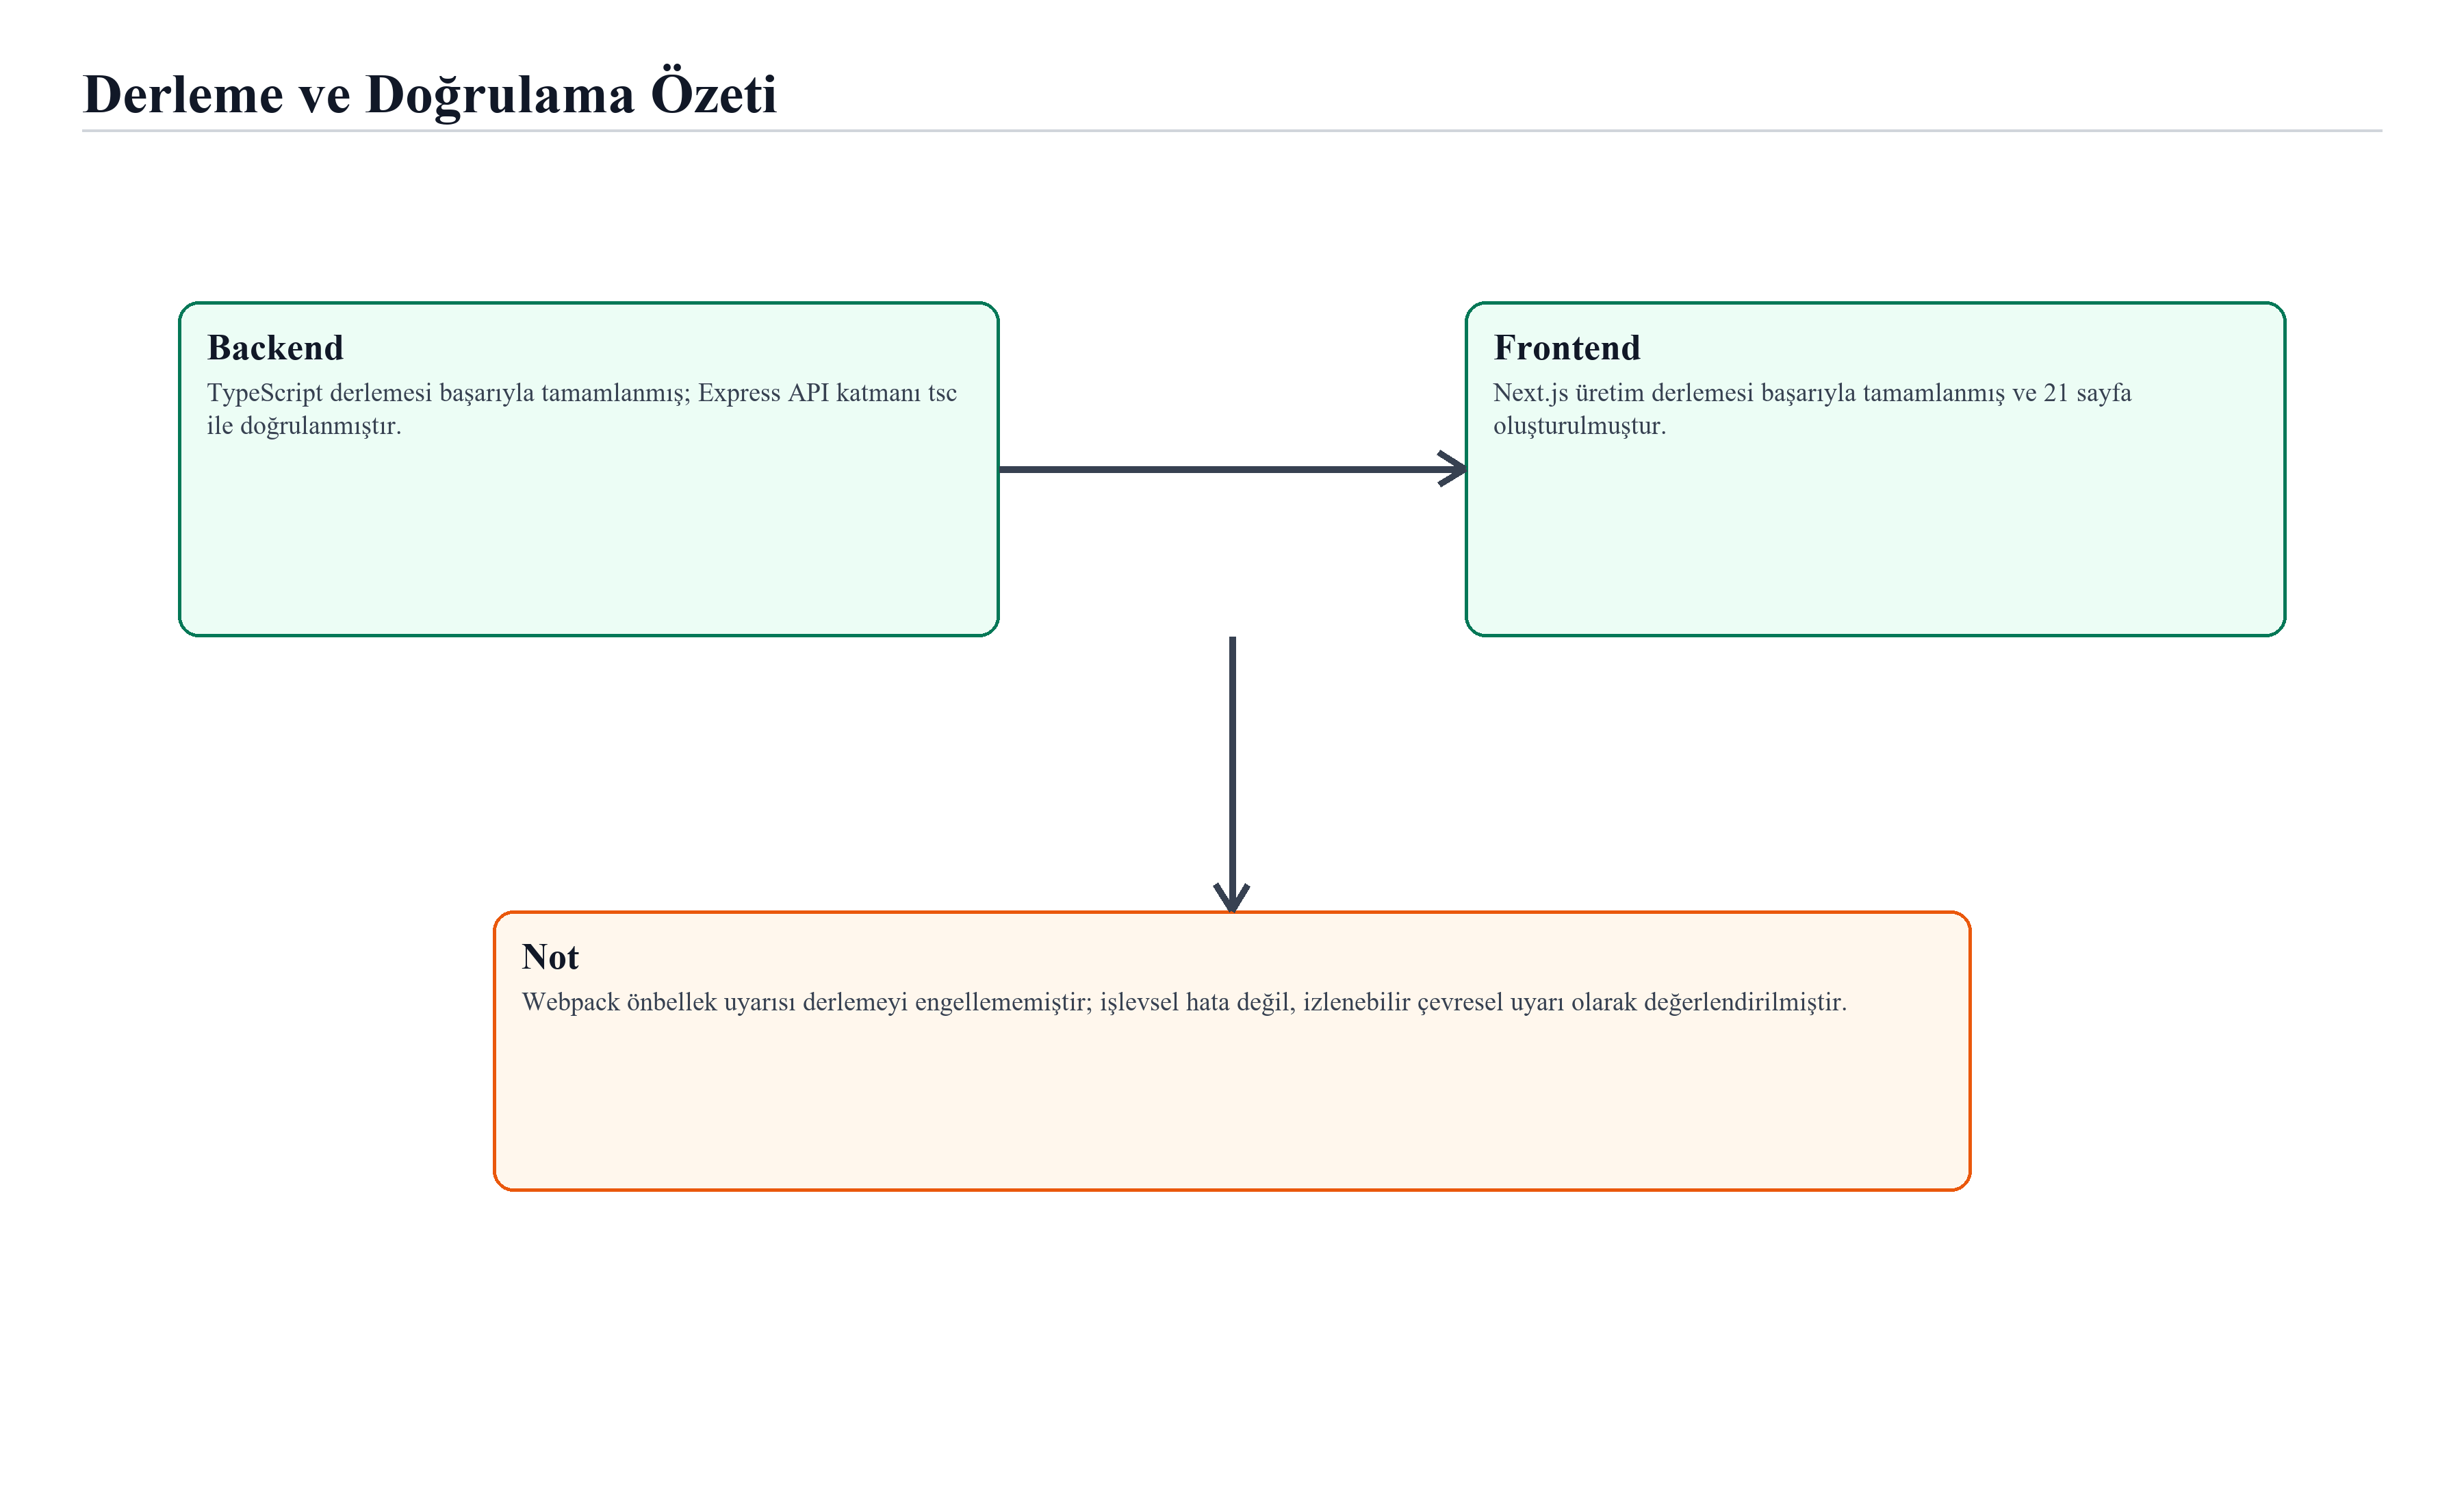 Derleme ve Doğrulama Özeti
Backend
TypeScript derlemesi başarıyla tamamlanmış; Express API katmanı tsc
ile doğrulanmıştır.
Frontend
Next.js üretim derlemesi başarıyla tamamlanmış ve 21 sayfa
oluşturulmuştur.
Not
Webpack önbellek uyarısı derlemeyi engellememiştir; işlevsel hata değil, izlenebilir çevresel uyarı olarak değerlendirilmiştir.